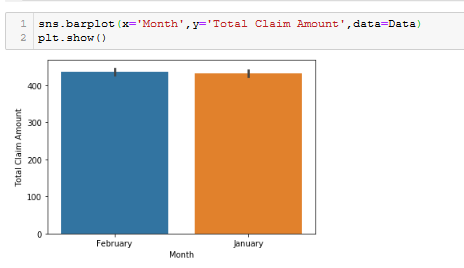 1 sns.barplot(x='Month',y='Total Claim Amount',data=Data)
2 plt.show()
400
300
200
100
0
Total Claim Amount
February January
Month